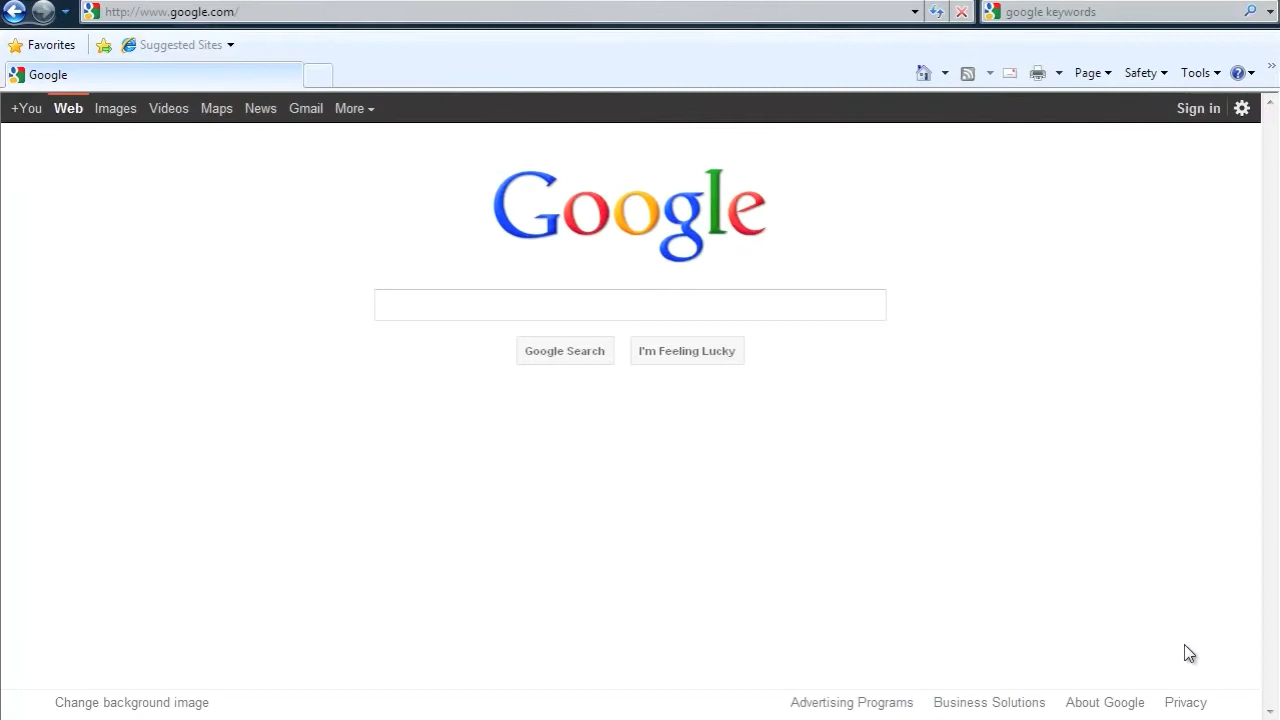 http://www.google.com/ google keywords
Favorites Suggested Sites
Google Page Safety Tools
+You Web Images Videos Maps News Gmail More Sign in
Google
Google Search I'm Feeling Lucky
Change background image Advertising Programs Business Solutions About Google Privacy